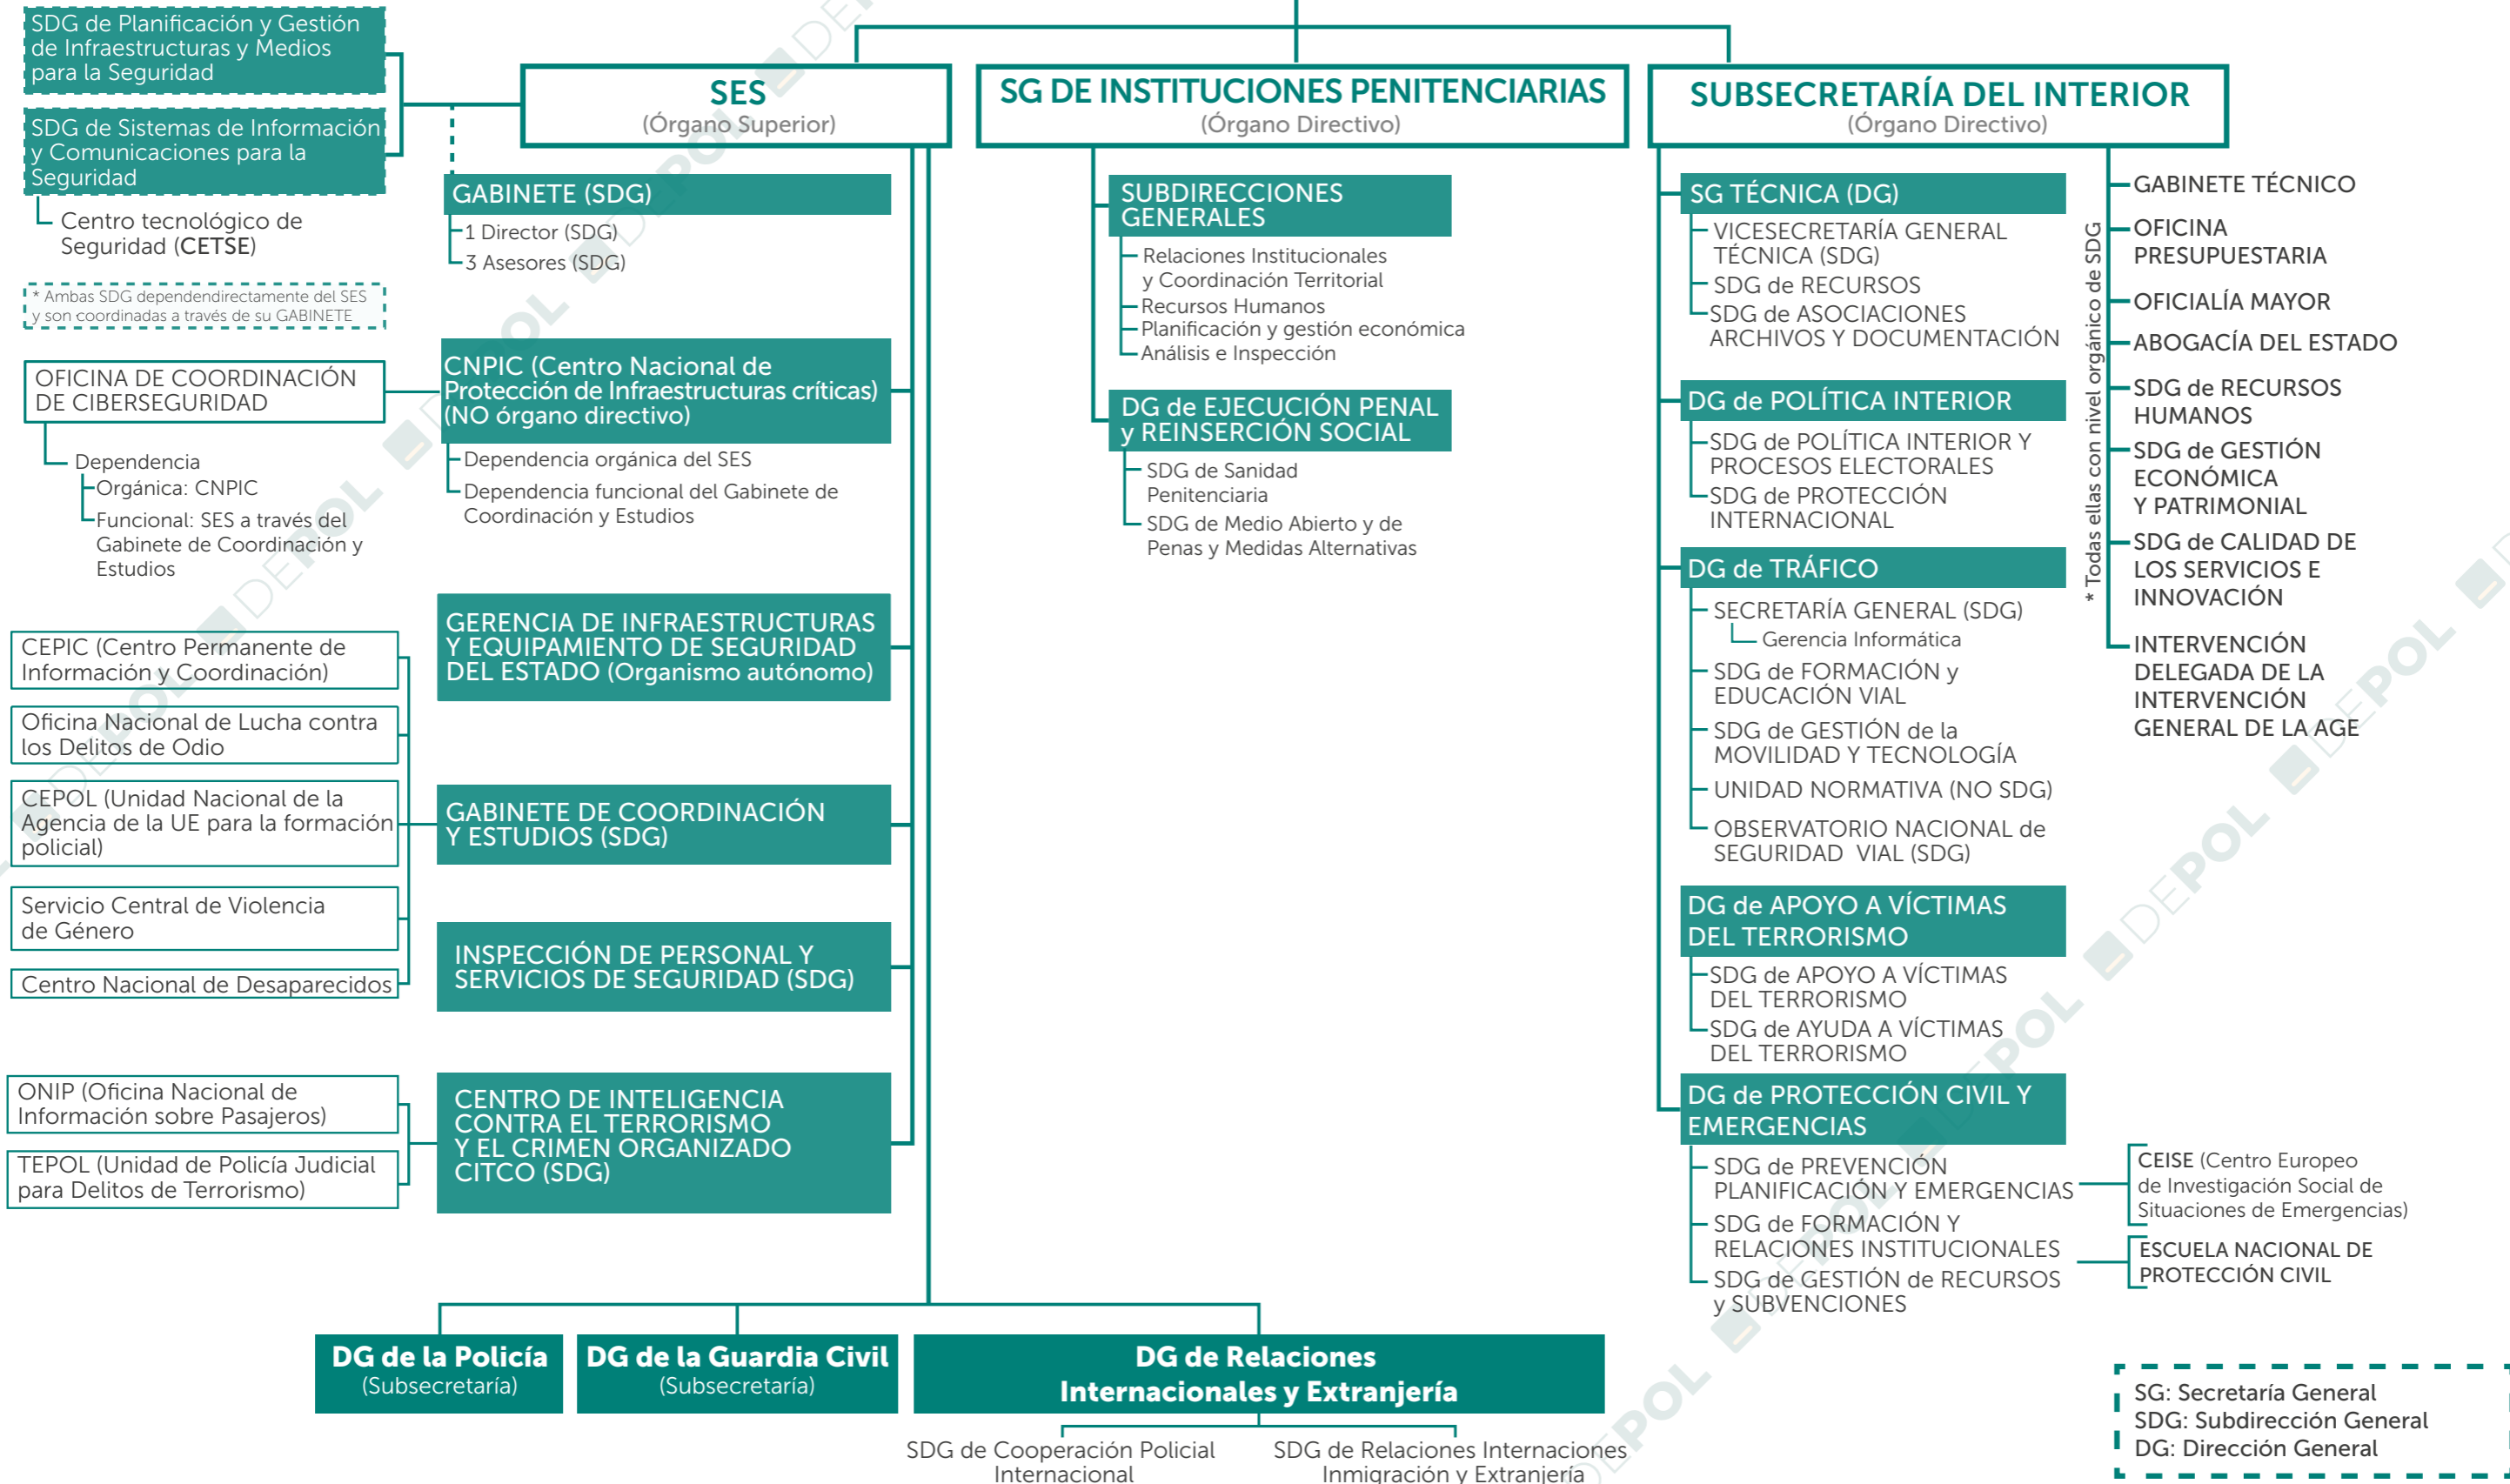 SDG de Planificación y Gestión
de Infraestructuras y Medios
para la Seguridad
SDG de Sistemas de Información
y Comunicaciones para la
Seguridad
Centro tecnológico de
Seguridad (CETSE)
* Ambas SDG dependendirectamente del SES
y son coordinadas a través de su GABINETE
SES
(Órgano Superior)
GABINETE (SDG)
1 Director (SDG)
3 Asesores (SDG)
CNPIC (Centro Nacional de
Protección de Infraestructuras críticas)
(NO órgano directivo)
Dependencia orgánica del SES
Dependencia funcional del Gabinete de
Coordinación y Estudios
OFICINA DE COORDINACIÓN
DE CIBERSEGURIDAD
Dependencia
Orgánica: CNPIC
Funcional: SES a través del
Gabinete de Coordinación y
Estudios
GERENCIA DE INFRAESTRUCTURAS
Y EQUIPAMIENTO DE SEGURIDAD
DEL ESTADO (Organismo autónomo)
CEPIC (Centro Permanente de
Información y Coordinación)
Oficina Nacional de Lucha contra
los Delitos de Odio
CEPOL (Unidad Nacional de la
Agencia de la UE para la formación
policial)
Servicio Central de Violencia
de Género
Centro Nacional de Desaparecidos
GABINETE DE COORDINACIÓN
Y ESTUDIOS (SDG)
INSPECCIÓN DE PERSONAL Y
SERVICIOS DE SEGURIDAD (SDG)
ONIP (Oficina Nacional de
Información sobre Pasajeros)
TEPOL (Unidad de Policía Judicial
para Delitos de Terrorismo)
CENTRO DE INTELIGENCIA
CONTRA EL TERRORISMO
Y EL CRIMEN ORGANIZADO
CITCO (SDG)
DG de la Policía
(Subsecretaría)
DG de la Guardia Civil
(Subsecretaría)
DG de Relaciones
Internacionales y Extranjería
SDG de Cooperación Policial
Internacional
SDG de Relaciones Internaciones
Inmigración y Extranjería
SG DE INSTITUCIONES PENITENCIARIAS
(Órgano Directivo)
SUBDIRECCIONES
GENERALES
Relaciones Institucionales
y Coordinación Territorial
Recursos Humanos
Planificación y gestión económica
Análisis e Inspección
DG de EJECUCIÓN PENAL
y REINSERCIÓN SOCIAL
SDG de Sanidad
Penitenciaria
SDG de Medio Abierto y de
Penas y Medidas Alternativas
SUBSECRETARÍA DEL INTERIOR
(Órgano Directivo)
SG TÉCNICA (DG)
VICESECRETARÍA GENERAL
TÉCNICA (SDG)
SDG de RECURSOS
SDG de ASOCIACIONES
ARCHIVOS Y DOCUMENTACIÓN
DG de POLÍTICA INTERIOR
SDG de POLÍTICA INTERIOR Y
PROCESOS ELECTORALES
SDG de PROTECCIÓN
INTERNACIONAL
DG de TRÁFICO
SECRETARÍA GENERAL (SDG)
Gerencia Informática
SDG de FORMACIÓN y
EDUCACIÓN VIAL
SDG de GESTIÓN de la
MOVILIDAD Y TECNOLOGÍA
UNIDAD NORMATIVA (NO SDG)
OBSERVATORIO NACIONAL de
SEGURIDAD VIAL (SDG)
DG de APOYO A VÍCTIMAS
DEL TERRORISMO
SDG de APOYO A VÍCTIMAS
DEL TERRORISMO
SDG de AYUDA A VÍCTIMAS
DEL TERRORISMO
DG de PROTECCIÓN CIVIL Y
EMERGENCIAS
SDG de PREVENCIÓN
PLANIFICACIÓN Y EMERGENCIAS
SDG de FORMACIÓN Y
RELACIONES INSTITUCIONALES
SDG de GESTIÓN de RECURSOS
y SUBVENCIONES
CEISE (Centro Europeo
de Investigación Social de
Situaciones de Emergencias)
ESCUELA NACIONAL DE
PROTECCIÓN CIVIL
* Todas ellas con nivel orgánico de SDG
GABINETE TÉCNICO
OFICINA
PRESUPUESTARIA
OFICIALÍA MAYOR
ABOGACÍA DEL ESTADO
SDG de RECURSOS
HUMANOS
SDG de GESTIÓN
ECONÓMICA
Y PATRIMONIAL
SDG de CALIDAD DE
LOS SERVICIOS E
INNOVACIÓN
INTERVENCIÓN
DELEGADA DE LA
INTERVENCIÓN
GENERAL DE LA AGE
SG: Secretaría General
SDG: Subdirección General
DG: Dirección General
DEPOL
DEPOL
DEPOL
DEPOL
DEPOL
DEPOL
DEPOL
DEPOL